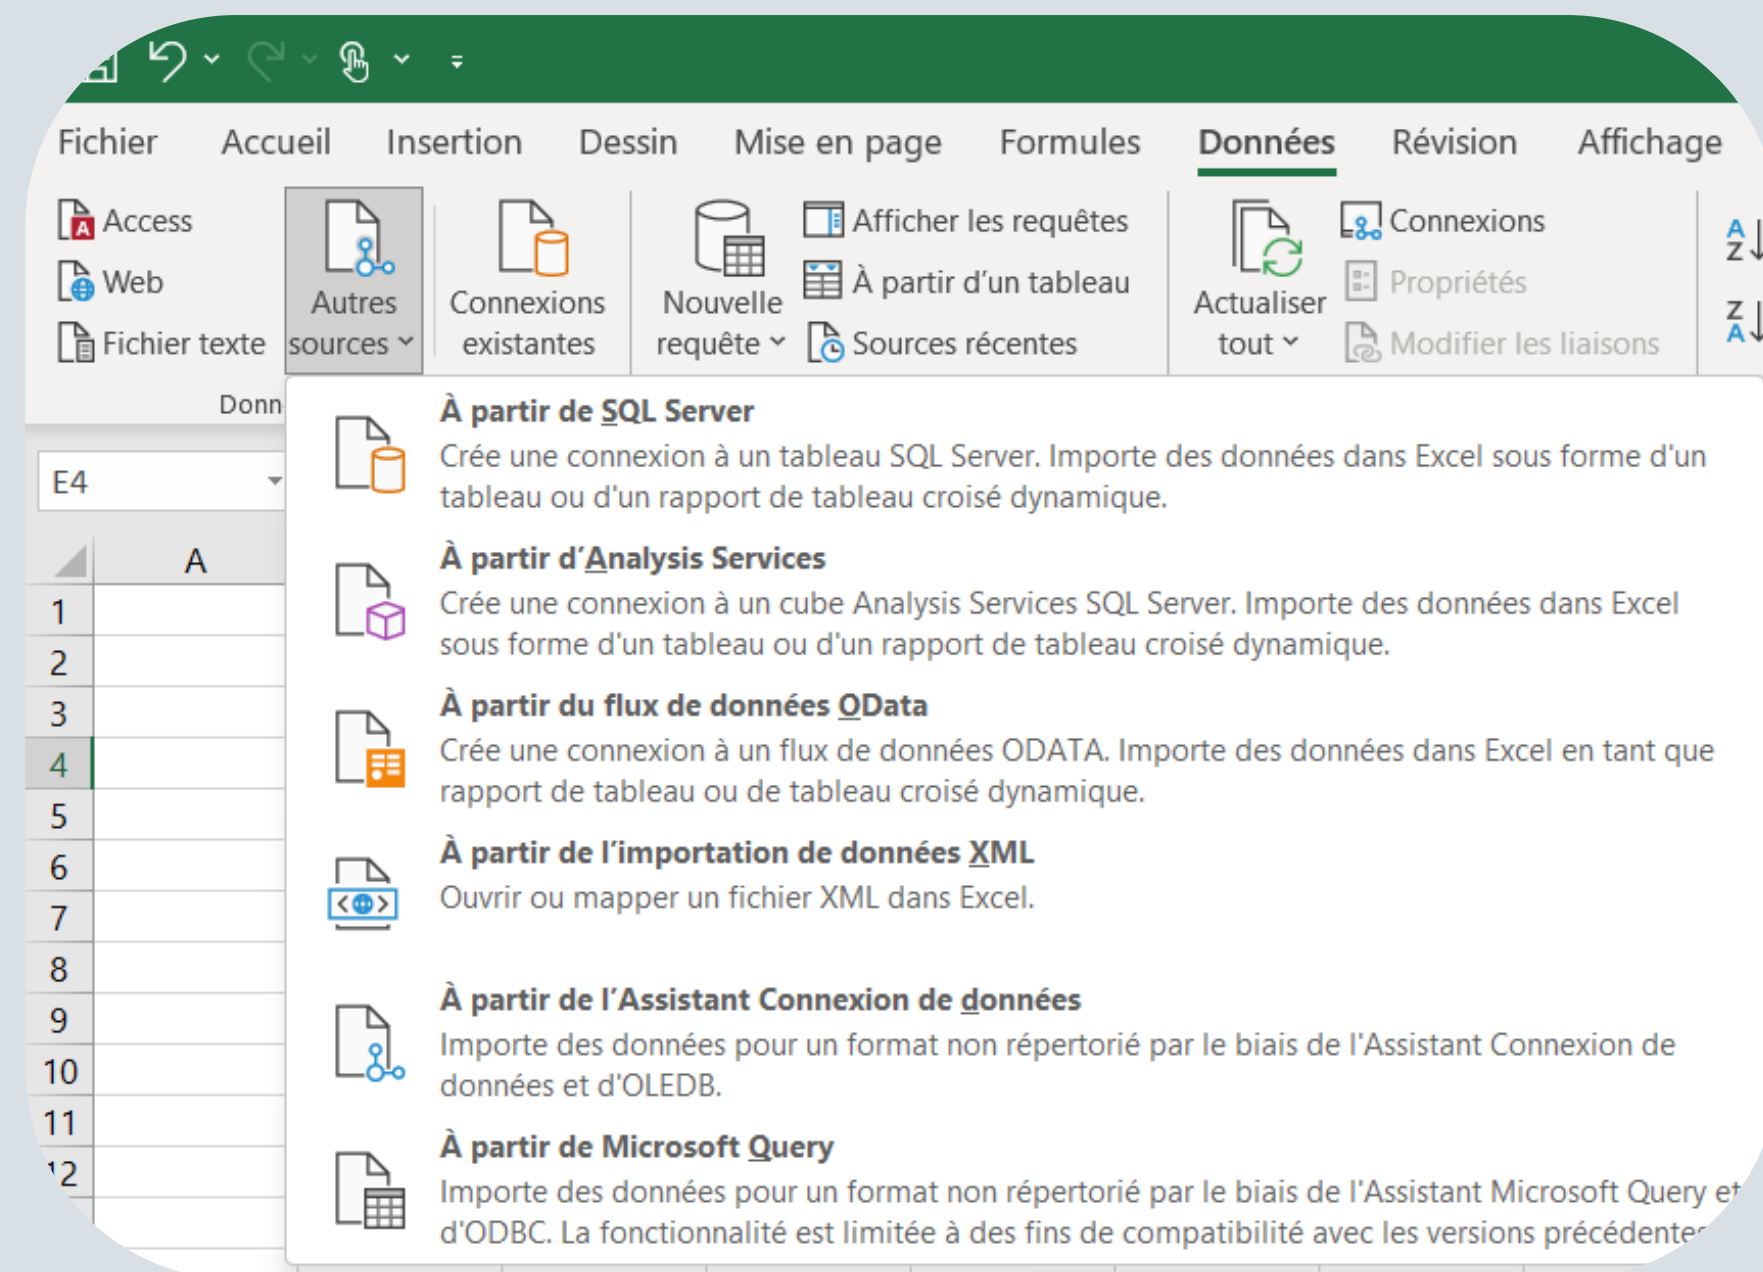 Fichier Accueil Insertion Dessin Mise en page Formules Données Révision Affichage
Access
Web
Fichier texte
Autres
sources
Connexions
existantes
Nouvelle
requête
Afficher les requêtes
À partir d'un tableau
Sources récentes
Actualiser
tout
Connexions
Propriétés
Modifier les liaisons
A
Z
Z
A
Donn
E4
A
1
2
3
4
5
6
7
8
9
10
11
12
À partir de SQL Server
Crée une connexion à un tableau SQL Server. Importe des données dans Excel sous forme d'un
tableau ou d'un rapport de tableau croisé dynamique.
À partir d'Analysis Services
Crée une connexion à un cube Analysis Services SQL Server. Importe des données dans Excel
sous forme d'un tableau ou d'un rapport de tableau croisé dynamique.
À partir du flux de données OData
Crée une connexion à un flux de données ODATA. Importe des données dans Excel en tant que
rapport de tableau ou de tableau croisé dynamique.
À partir de l'importation de données XML
Ouvrir ou mapper un fichier XML dans Excel.
À partir de l'Assistant Connexion de données
Importe des données pour un format non répertorié par le biais de l'Assistant Connexion de
données et d'OLEDB.
À partir de Microsoft Query
Importe des données pour un format non répertorié par le biais de l'Assistant Microsoft Query et
d'ODBC. La fonctionnalité est limitée à des fins de compatibilité avec les versions précédentes